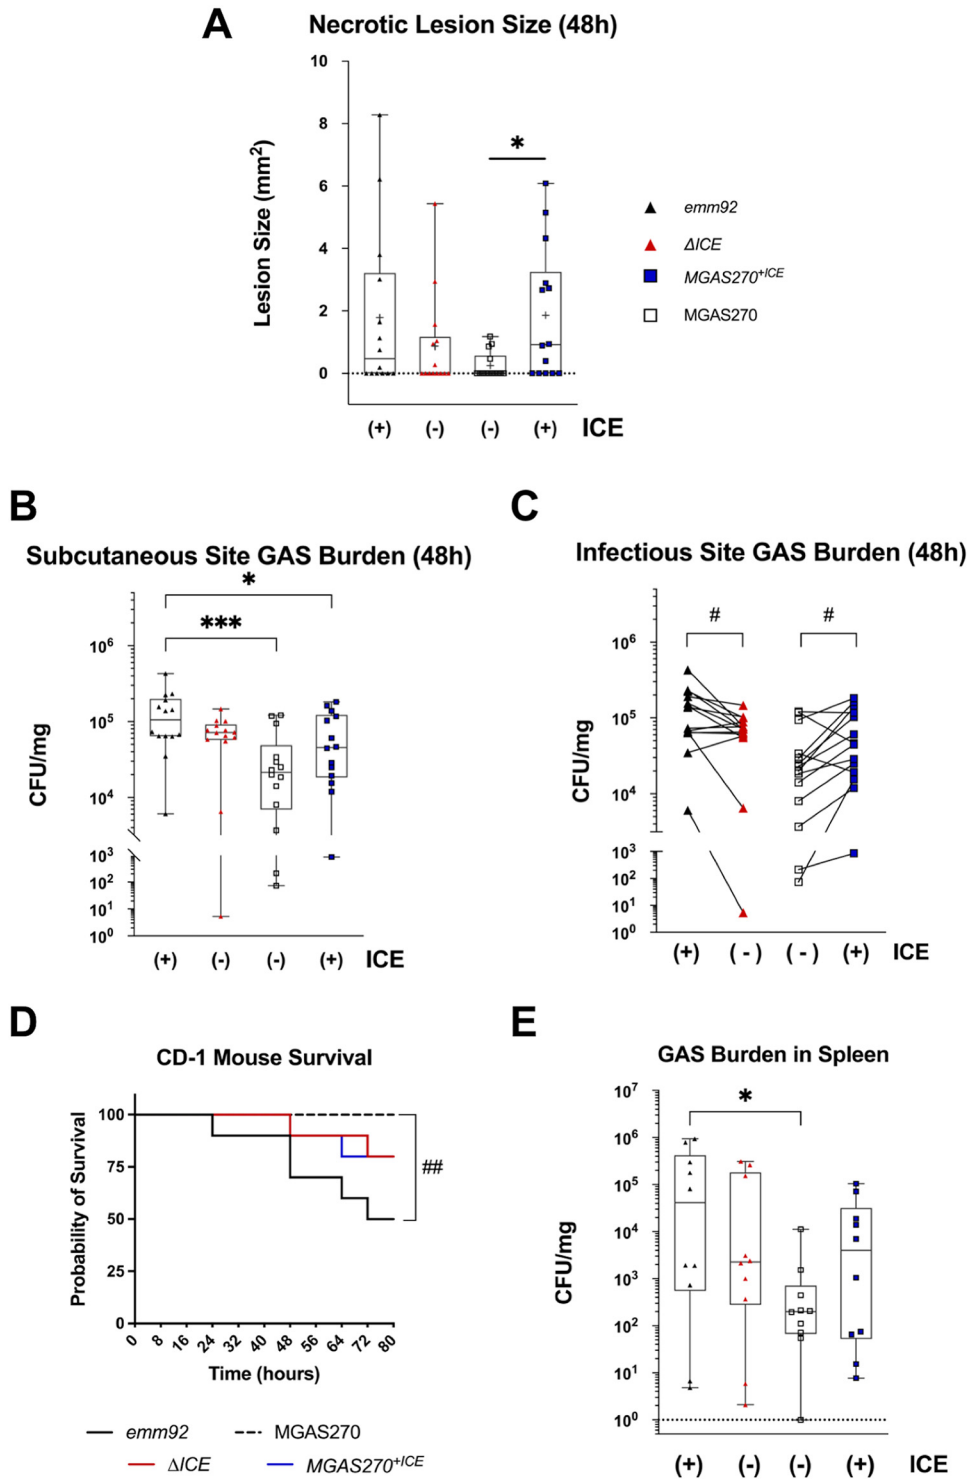 A
Necrotic Lesion Size (48h)
Lesion Size (mm²)
10
8
6
4
2
0
*
(+) (-) (-) (+) ICE
emm92
ΔICE
MGAS270+ICE
MGAS270
B
Subcutaneous Site GAS Burden (48h)
*
***
CFU/mg
10⁶
10⁵
10⁴
10³
10²
10¹
10⁰
(+) (-) (-) (+) ICE
C
Infectious Site GAS Burden (48h)
# #
CFU/mg
10⁶
10⁵
10⁴
10³
10²
10¹
10⁰
(+) (-) (-) (+) ICE
D
CD-1 Mouse Survival
Probability of Survival
100
75
50
25
0
##
0 8 16 24 32 40 48 56 64 72 80
Time (hours)
emm92 MGAS270
ΔICE MGAS270+ICE
E
GAS Burden in Spleen
*
CFU/mg
10⁷
10⁶
10⁵
10⁴
10³
10²
10¹
10⁰
(+) (-) (-) (+) ICE